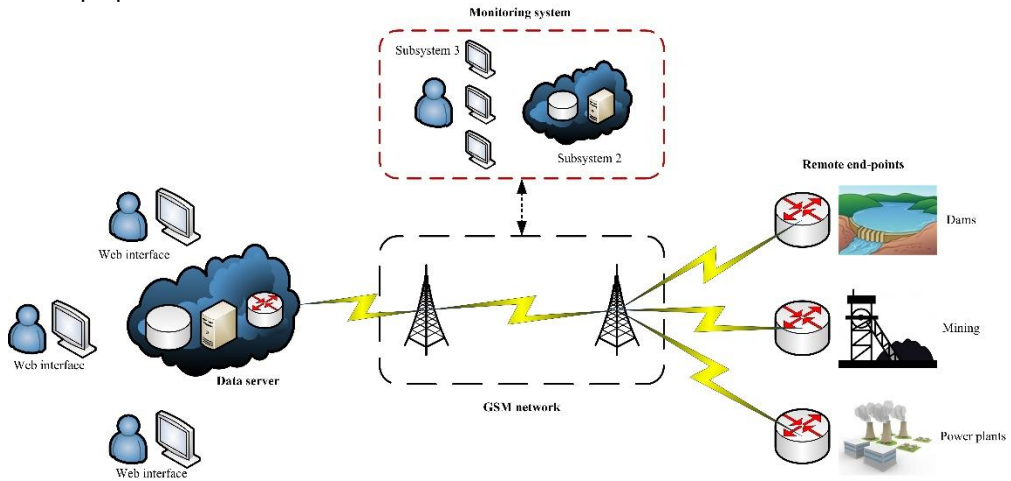 Monitoring system
Subsystem 3
Subsystem 2
Remote end-points
Dams
Web interface
Mining
Web interface
Data server
GSM network
Power plants
Web interface